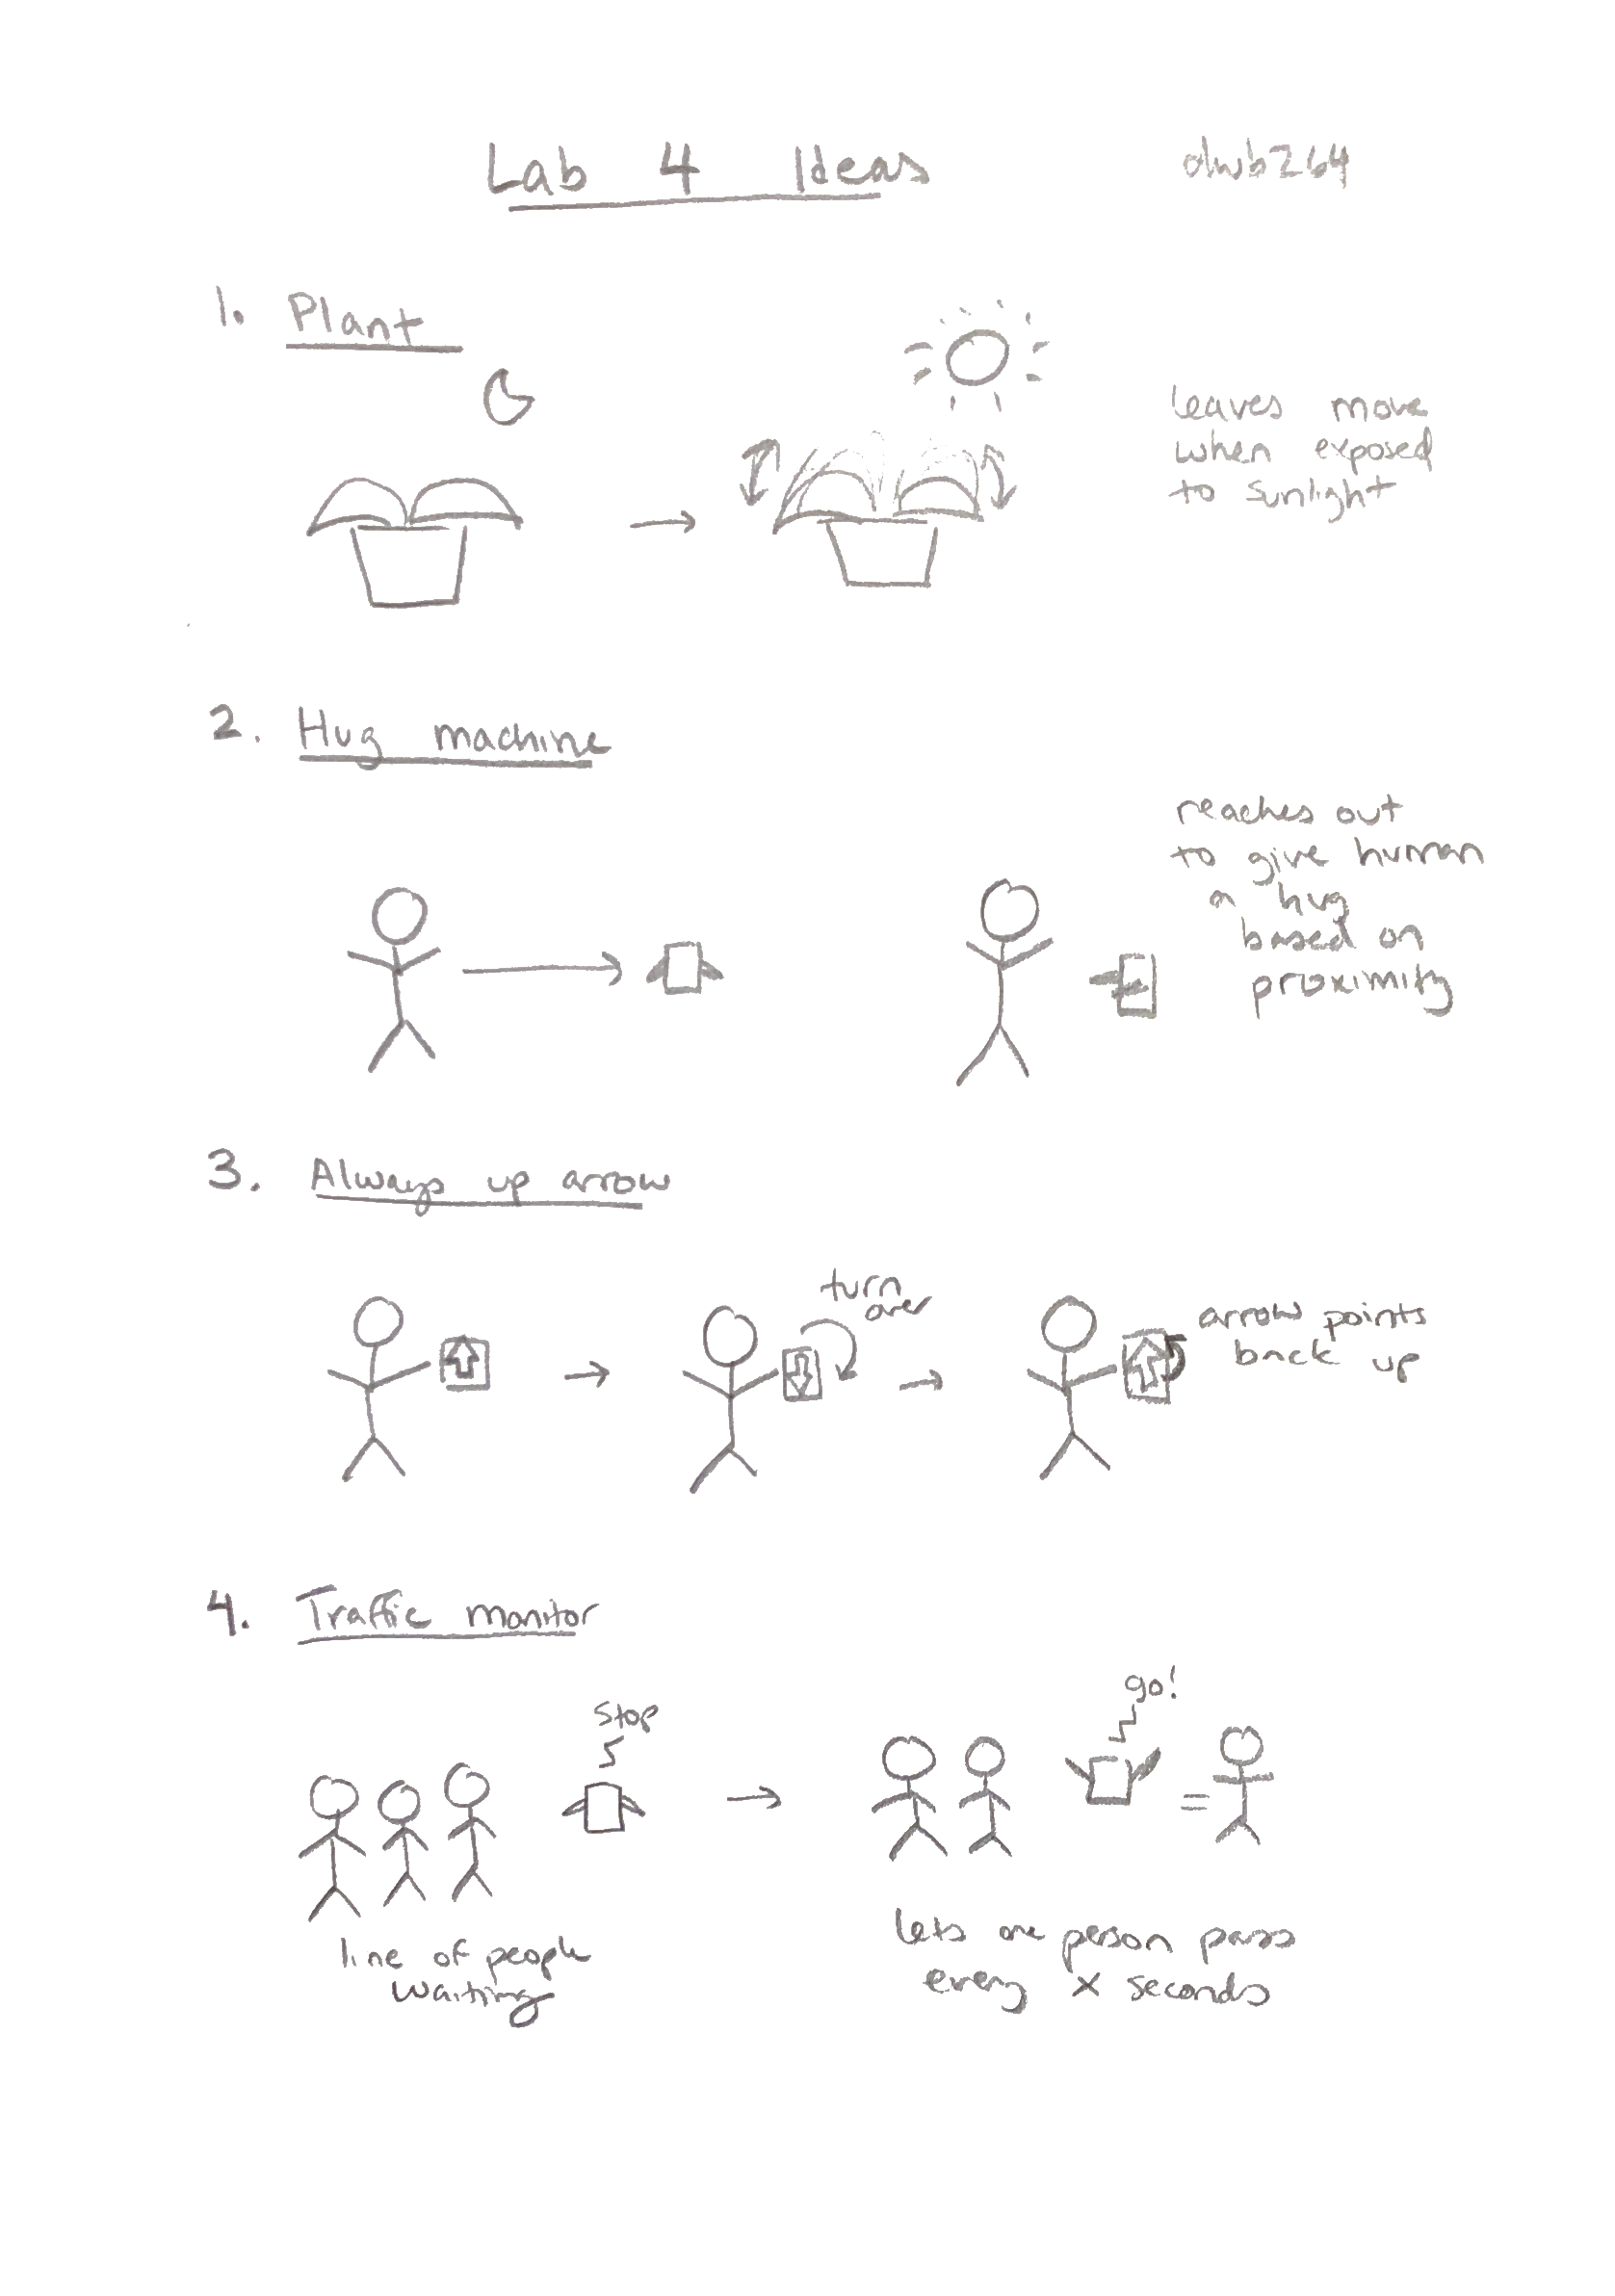 Lab 4 Ideas
dwb264
1. Plant
leaves move
when exposed
to sunlight
2. Hug machine
reaches out
to give human
a hug
based on
proximity
3. Always up arrow
turn
over
arrow points
back up
4. Traffic monitor
stop
go!
line of people
waiting
lets one person pass
every x seconds